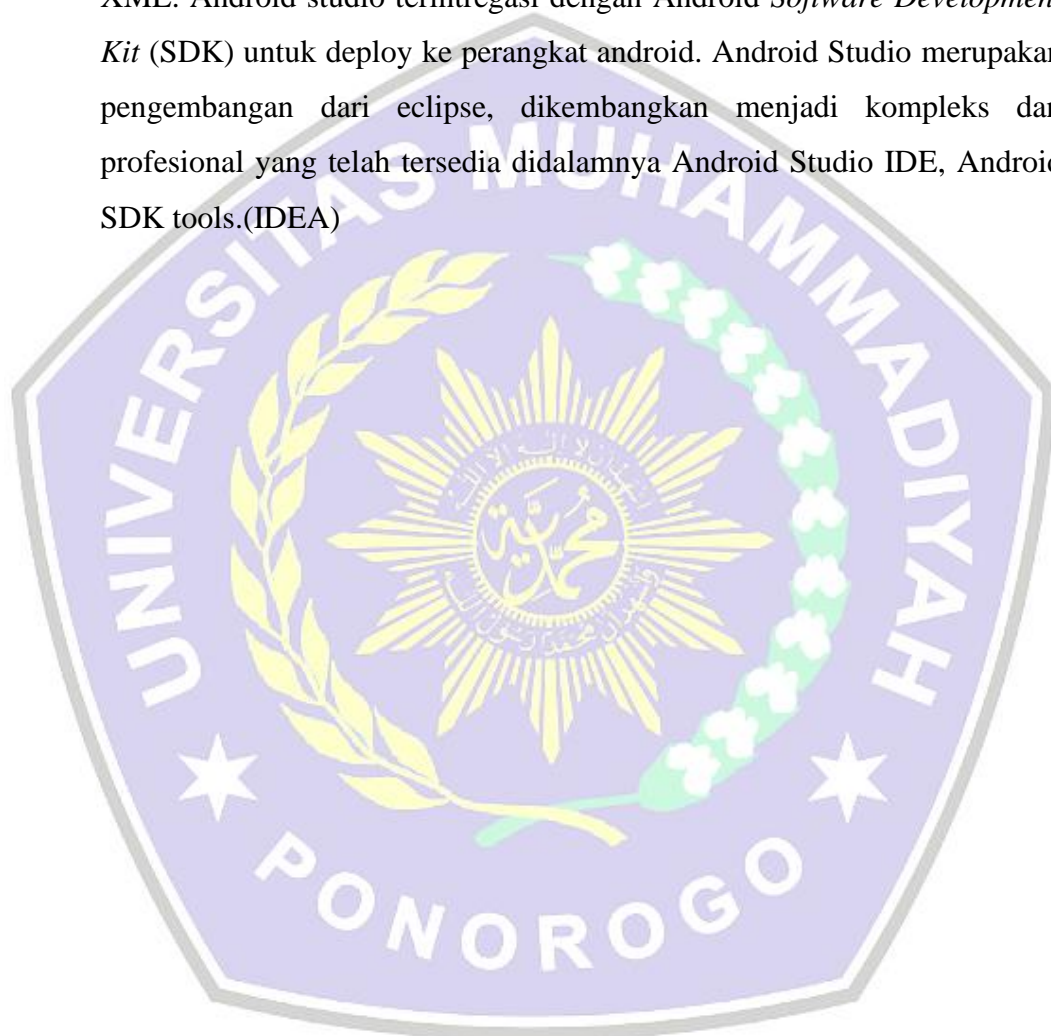 XML. Android studio terintregasi dengan Android Software Development
Kit (SDK) untuk deploy ke perangkat android. Android Studio merupakan
pengembangan dari eclipse, dikembangkan menjadi kompleks dan
profesional yang telah tersedia didalamnya Android Studio IDE, Android
SDK tools.(IDEA)
UNIVERSITAS MUHAMMADIYAH
محمدية
PONOROGO